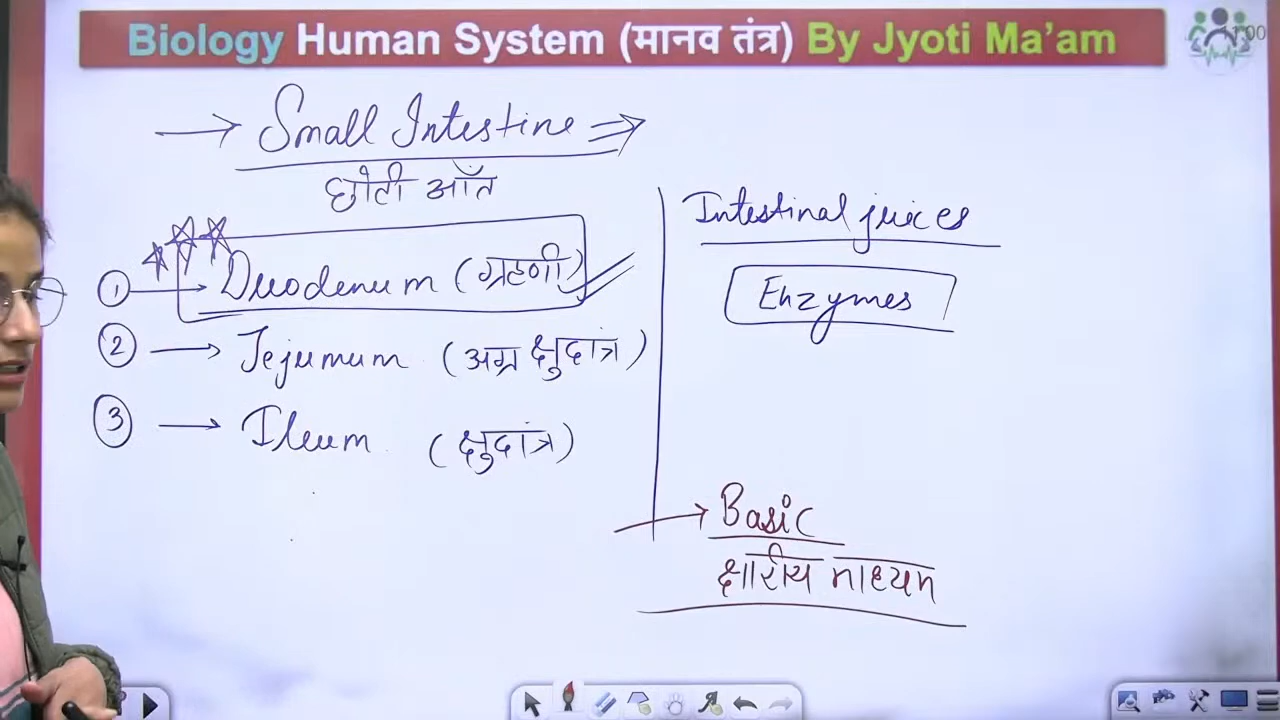 Biology Human System (मानव तंत्र) By Jyoti Ma'am
Small Intestine
छोटी आँत
1 Duodenum (ग्रहणी)
2 Jejumum (अग्र क्षुदांत्र)
3 Ileum (क्षुदांत्र)
Intestinal juices
Enzymes
Basic
क्षारीय माध्यम